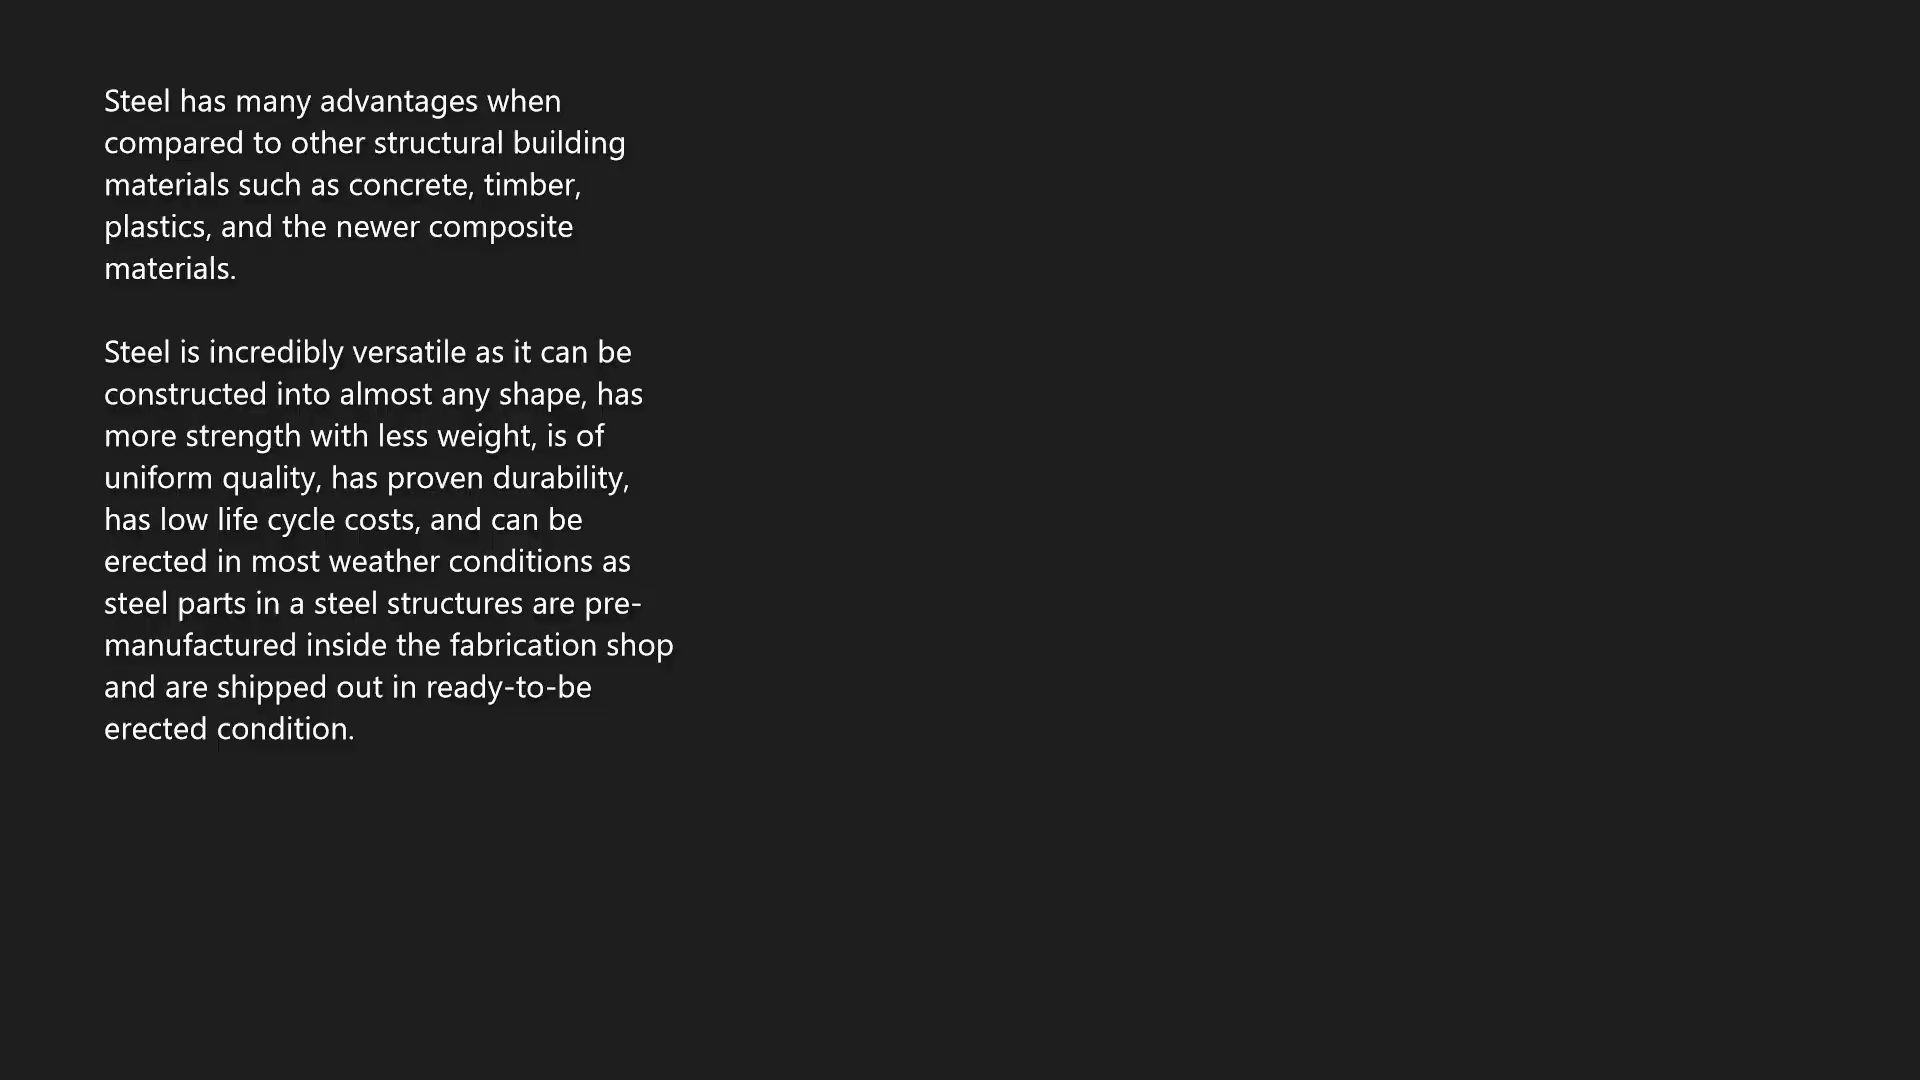 Steel has many advantages when
compared to other structural building
materials such as concrete, timber,
plastics, and the newer composite
materials.
Steel is incredibly versatile as it can be
constructed into almost any shape, has
more strength with less weight, is of
uniform quality, has proven durability,
has low life cycle costs, and can be
erected in most weather conditions as
steel parts in a steel structures are pre-
manufactured inside the fabrication shop
and are shipped out in ready-to-be
erected condition.